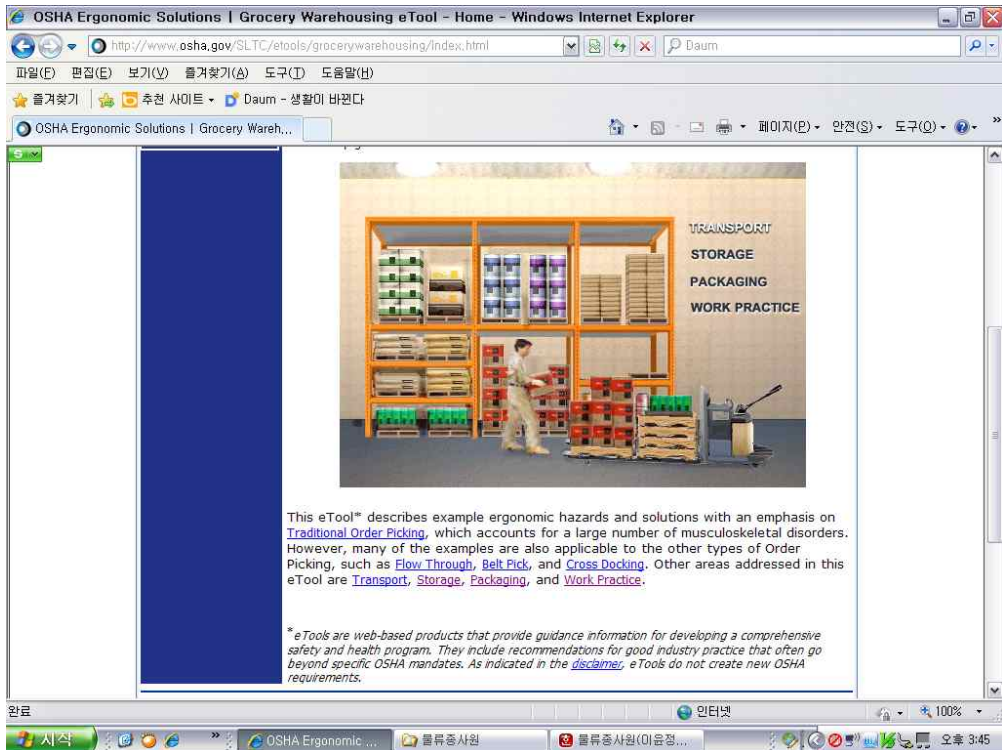 OSHA Ergonomic Solutions | Grocery Warehousing eTool - Home - Windows Internet Explorer
http://www.osha.gov/SLTC/etools/grocerywarehousing/index.html
Daum
파일(F) 편집(E) 보기(V) 즐겨찾기(A) 도구(T) 도움말(H)
즐겨찾기 추천 사이트 Daum - 생활이 바뀐다
OSHA Ergonomic Solutions | Grocery Wareh,,,
페이지(P) 안전(S) 도구(O)
TRANSPORT
STORAGE
PACKAGING
WORK PRACTICE
This eTool* describes example ergonomic hazards and solutions with an emphasis on
Traditional Order Picking, which accounts for a large number of musculoskeletal disorders.
However, many of the examples are also applicable to the other types of Order
Picking, such as Flow Through, Belt Pick, and Cross Docking. Other areas addressed in this
eTool are Transport, Storage, Packaging, and Work Practice.
*eTools are web-based products that provide guidance information for developing a comprehensive
safety and health program. They include recommendations for good industry practice that often go
beyond specific OSHA mandates. As indicated in the disclaimer, eTools do not create new OSHA
requirements.
완료 인터넷 100%
시작 OSHA Ergonomic ,,, 물류종사원 물류종사원(이윤정,,, 오후 3:45